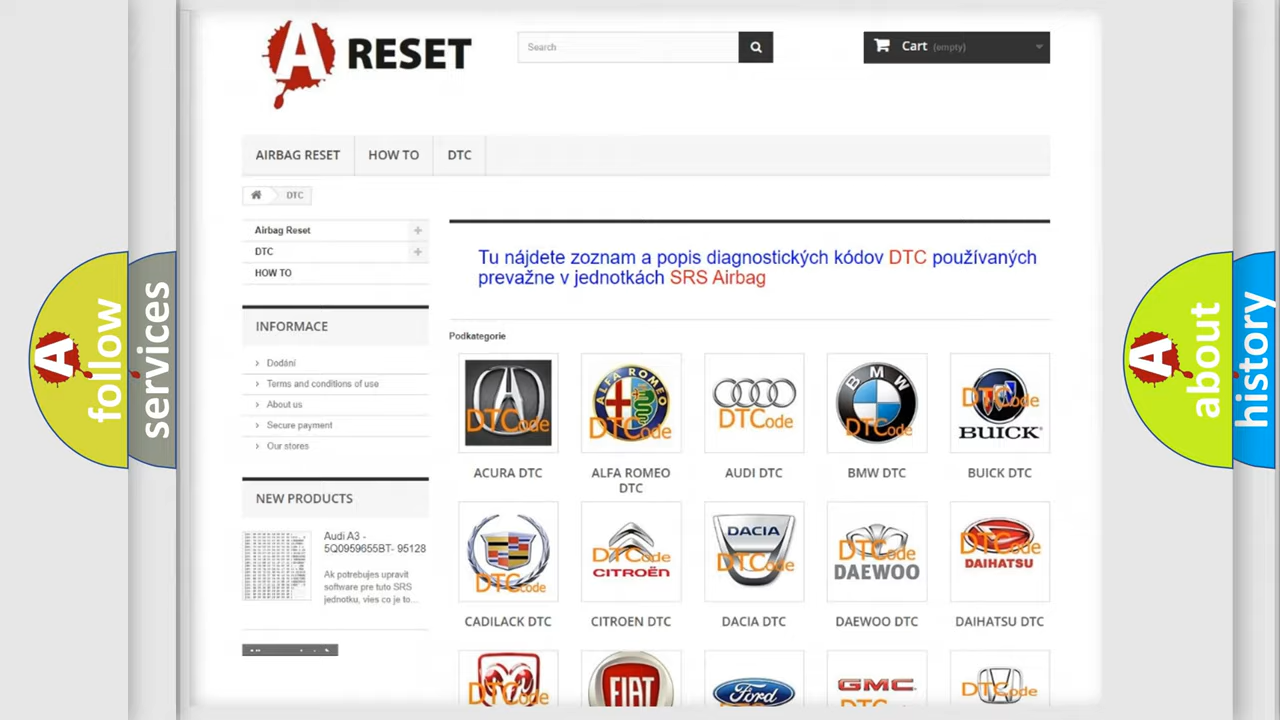 A RESET
Search
Cart (empty)
AIRBAG RESET
HOW TO
DTC
DTC
Airbag Reset
DTC
HOW TO
INFORMACE
Dodání
Terms and conditions of use
About us
Secure payment
Our stores
NEW PRODUCTS
Audi A3 -
5Q0959655BT- 95128
Ak potrebujes upravit
software pre tuto SRS
jednotku, vies co je to...
Tu nájdete zoznam a popis diagnostických kódov DTC používaných
prevažne v jednotkách SRS Airbag
Podkategorie
DTCode
ALFA ROMEO
DTCode
DTCode
BMW
DTCode
DTCode
BUICK
ACURA DTC
ALFA ROMEO
DTC
AUDI DTC
BMW DTC
BUICK DTC
DTCode
DTCode
CITROËN
DACIA
DTCode
DTCode
DAEWOO
DTCode
DAIHATSU
CADILACK DTC
CITROEN DTC
DACIA DTC
DAEWOO DTC
DAIHATSU DTC
DTCode
FIAT
Ford
GMC
DTCode
A follow
services
A about
history